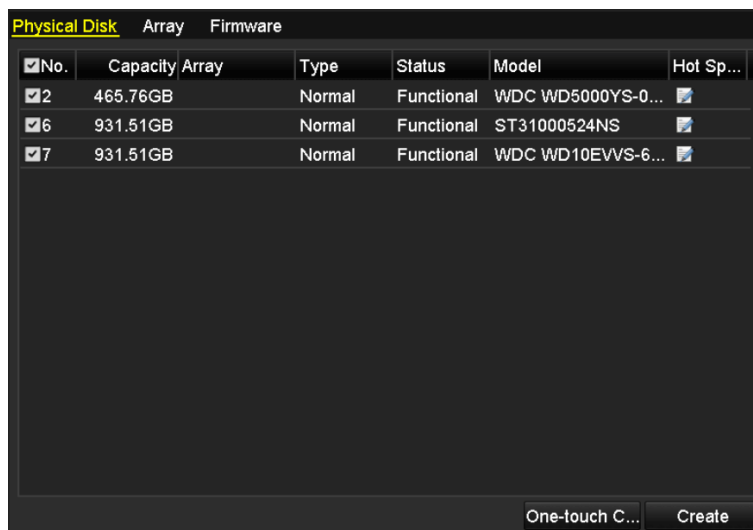 Physical Disk Array Firmware
No. Capacity Array Type Status Model Hot Sp...
2 465.76GB Normal Functional WDC WD5000YS-0...
6 931.51GB Normal Functional ST31000524NS
7 931.51GB Normal Functional WDC WD10EVVS-6...
One-touch C... Create